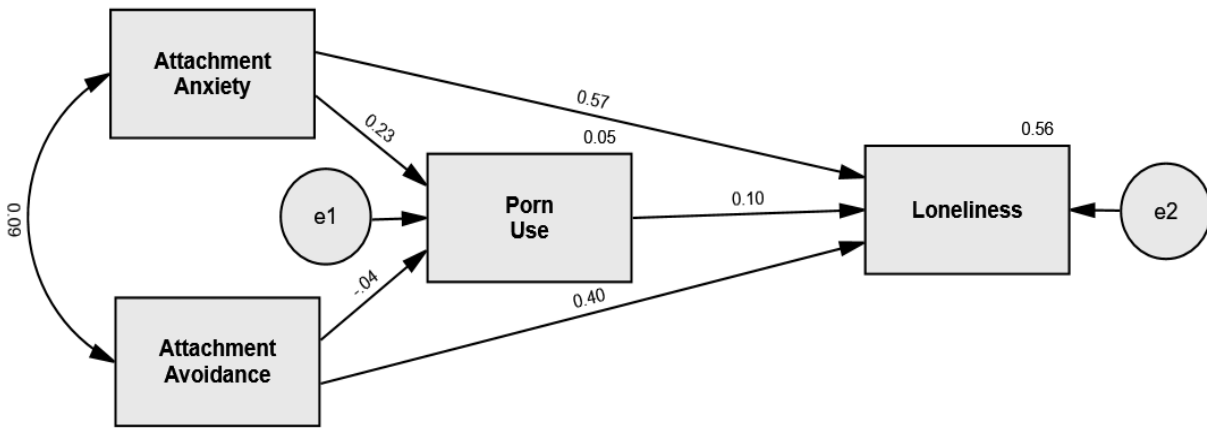 Attachment
Anxiety
0.57
0.23
0.05
0.56
0.09
e1
Porn
Use
0.10
Loneliness
e2
-.04
0.40
Attachment
Avoidance